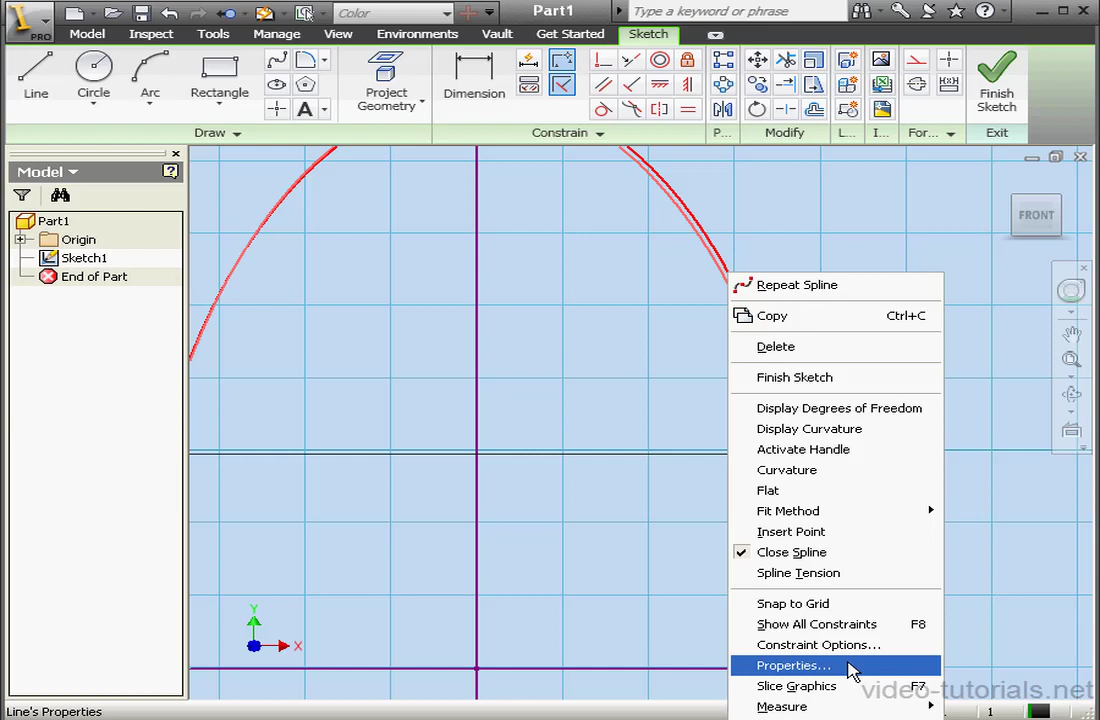 PRO
Color
Part1
Type a keyword or phrase
Model Inspect Tools Manage View Environments Vault Get Started Sketch
Line Circle Arc Rectangle
Project Geometry
Dimension
Finish Sketch
Draw
Constrain
P...
Modify
L...
I...
For...
Exit
Model
Part1
Origin
Sketch1
End of Part
FRONT
Repeat Spline
Copy Ctrl+C
Delete
Finish Sketch
Display Degrees of Freedom
Display Curvature
Activate Handle
Curvature
Flat
Fit Method
Insert Point
Close Spline
Spline Tension
Snap to Grid
Show All Constraints F8
Constraint Options...
Properties...
Slice Graphics F7
Measure
Y
X
video-tutorials.net
Line's Properties
1